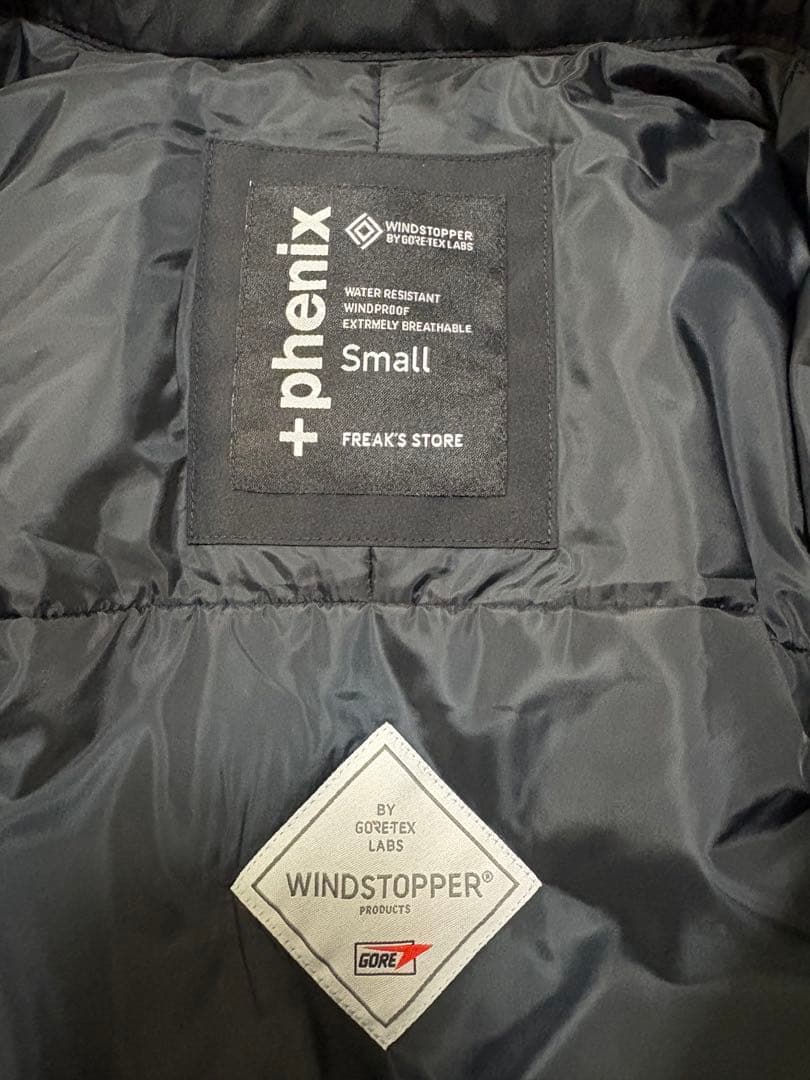 +phenix
WINDSTOPPER
BY GORE-TEX LABS
WATER RESISTANT
WINDPROOF
EXTRMELY BREATHABLE
Small
FREAK'S STORE
BY
GORE-TEX
LABS
WINDSTOPPER®
PRODUCTS
GORE